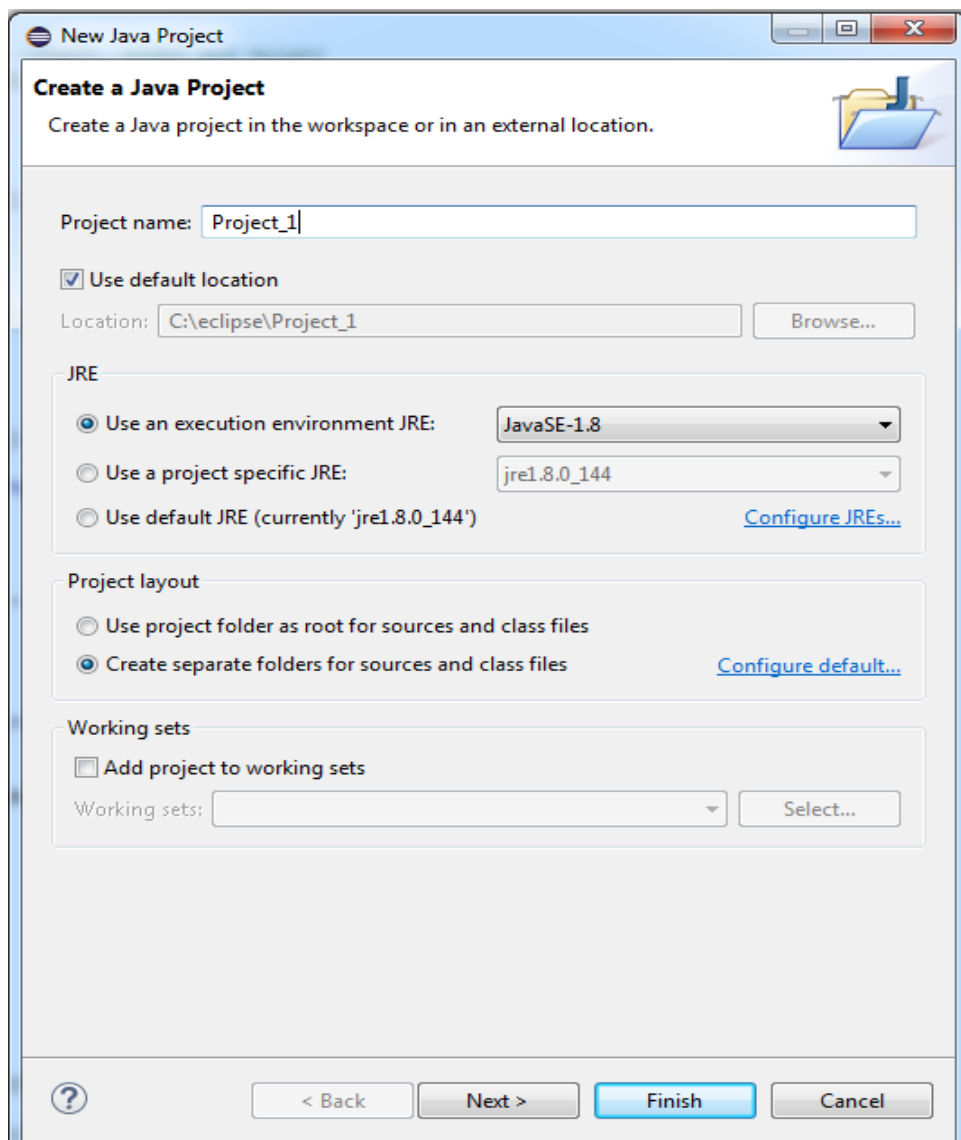 New Java Project
Create a Java Project
Create a Java project in the workspace or in an external location.
Project name: Project_1
Use default location
Location: C:\eclipse\Project_1 Browse...
JRE
Use an execution environment JRE: JavaSE-1.8
Use a project specific JRE: jre1.8.0_144
Use default JRE (currently 'jre1.8.0_144') Configure JREs...
Project layout
Use project folder as root for sources and class files
Create separate folders for sources and class files Configure default...
Working sets
Add project to working sets
Working sets: Select...
? < Back Next > Finish Cancel